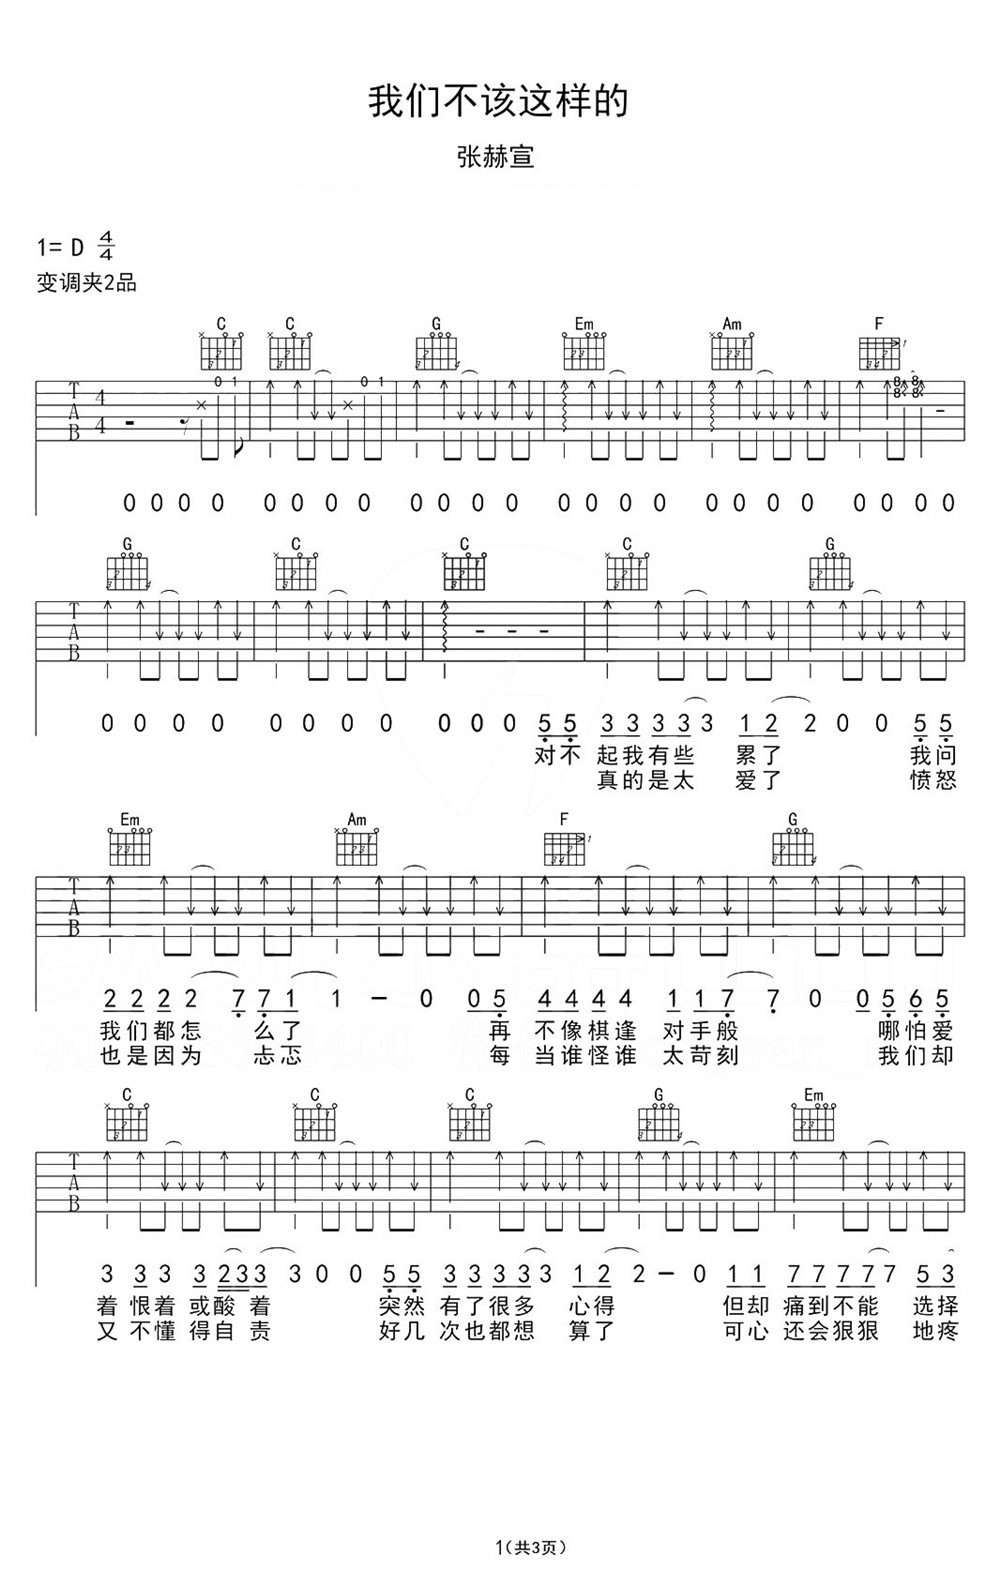 我们不该这样的
张赫宣
1= D 4/4
变调夹2品
C C G Em Am F
T A B 4 4 0 1 0 1 8 8 8 8
0 0 0 0 0 0 0 0 0 0 0 0 0 0 0 0 0 0 0 0 0 0 0 0
G C C C G
T A B
0 0 0 0 0 0 0 0 0 0 0 5 5 3 3 3 3 3 1 2 2 0 0 5 5
对不 起我有些 累了 我问
真的是太 爱了 愤怒
Em Am F G
T A B
2 2 2 2 7 7 1 1 — 0 0 5 4 4 4 4 1 1 7 7 0 0 5 6 5
我们都怎 么了 再 不像棋逢 对手般 哪怕爱
也是因为 忐忑 每 当谁怪谁 太苛刻 我们却
C C C G Em
T A B
3 3 3 3 2 3 3 3 0 0 5 5 3 3 3 3 3 1 2 2 — 0 1 1 7 7 7 7 7 5 3
着 恨着 或酸着 突然 有了很多 心得 但却 痛到不能 选择
又 不懂 得自责 好几 次也都想 算了 可心 还会狠狠 地疼
1(共3页)